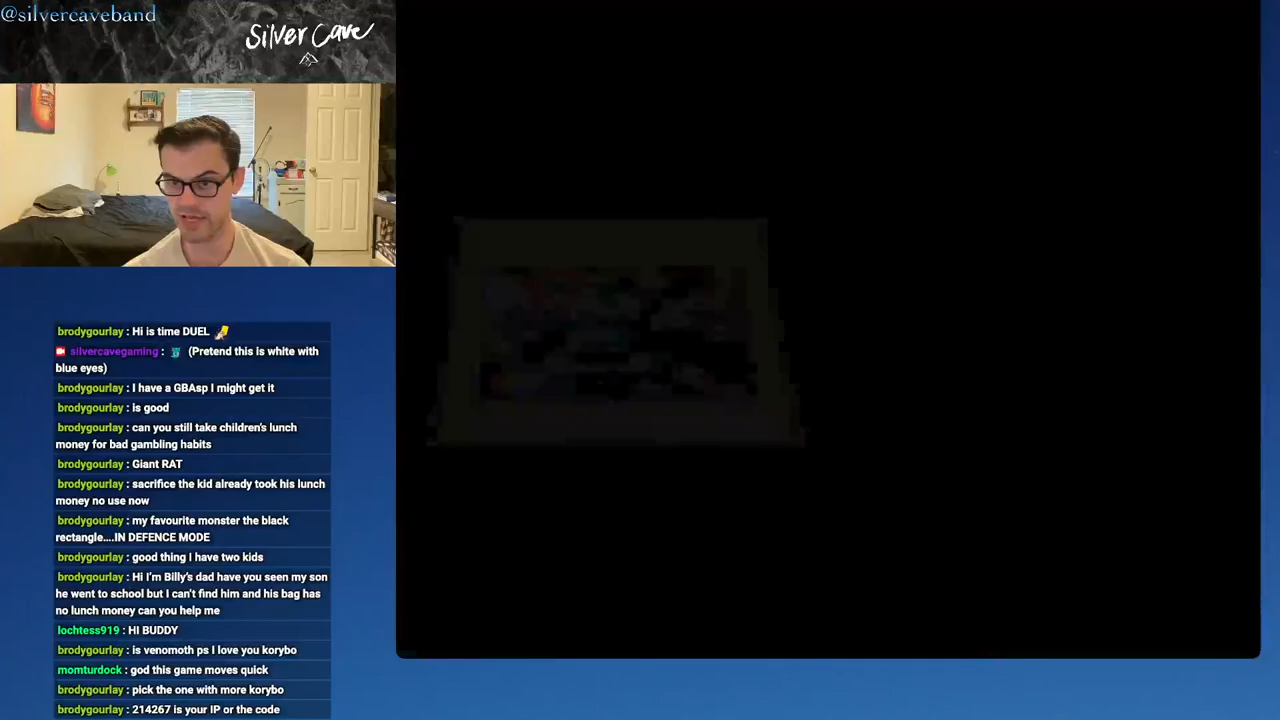 @silvercaveband
Silver Cave
brodygourlay : Hi is time DUEL
silvercavegaming : (Pretend this is white with
blue eyes)
brodygourlay : I have a GBAsp I might get it
brodygourlay : is good
brodygourlay : can you still take children's lunch
money for bad gambling habits
brodygourlay : Giant RAT
brodygourlay : sacrifice the kid already took his lunch
money no use now
brodygourlay : my favourite monster the black
rectangle....IN DEFENCE MODE
brodygourlay : good thing I have two kids
brodygourlay : Hi I'm Billy's dad have you seen my son
he went to school but I can't find him and his bag has
no lunch money can you help me
lochtess919 : HI BUDDY
brodygourlay : is venomoth ps I love you korybo
momturdock : god this game moves quick
brodygourlay : pick the one with more korybo
brodygourlay : 214267 is your IP or the code